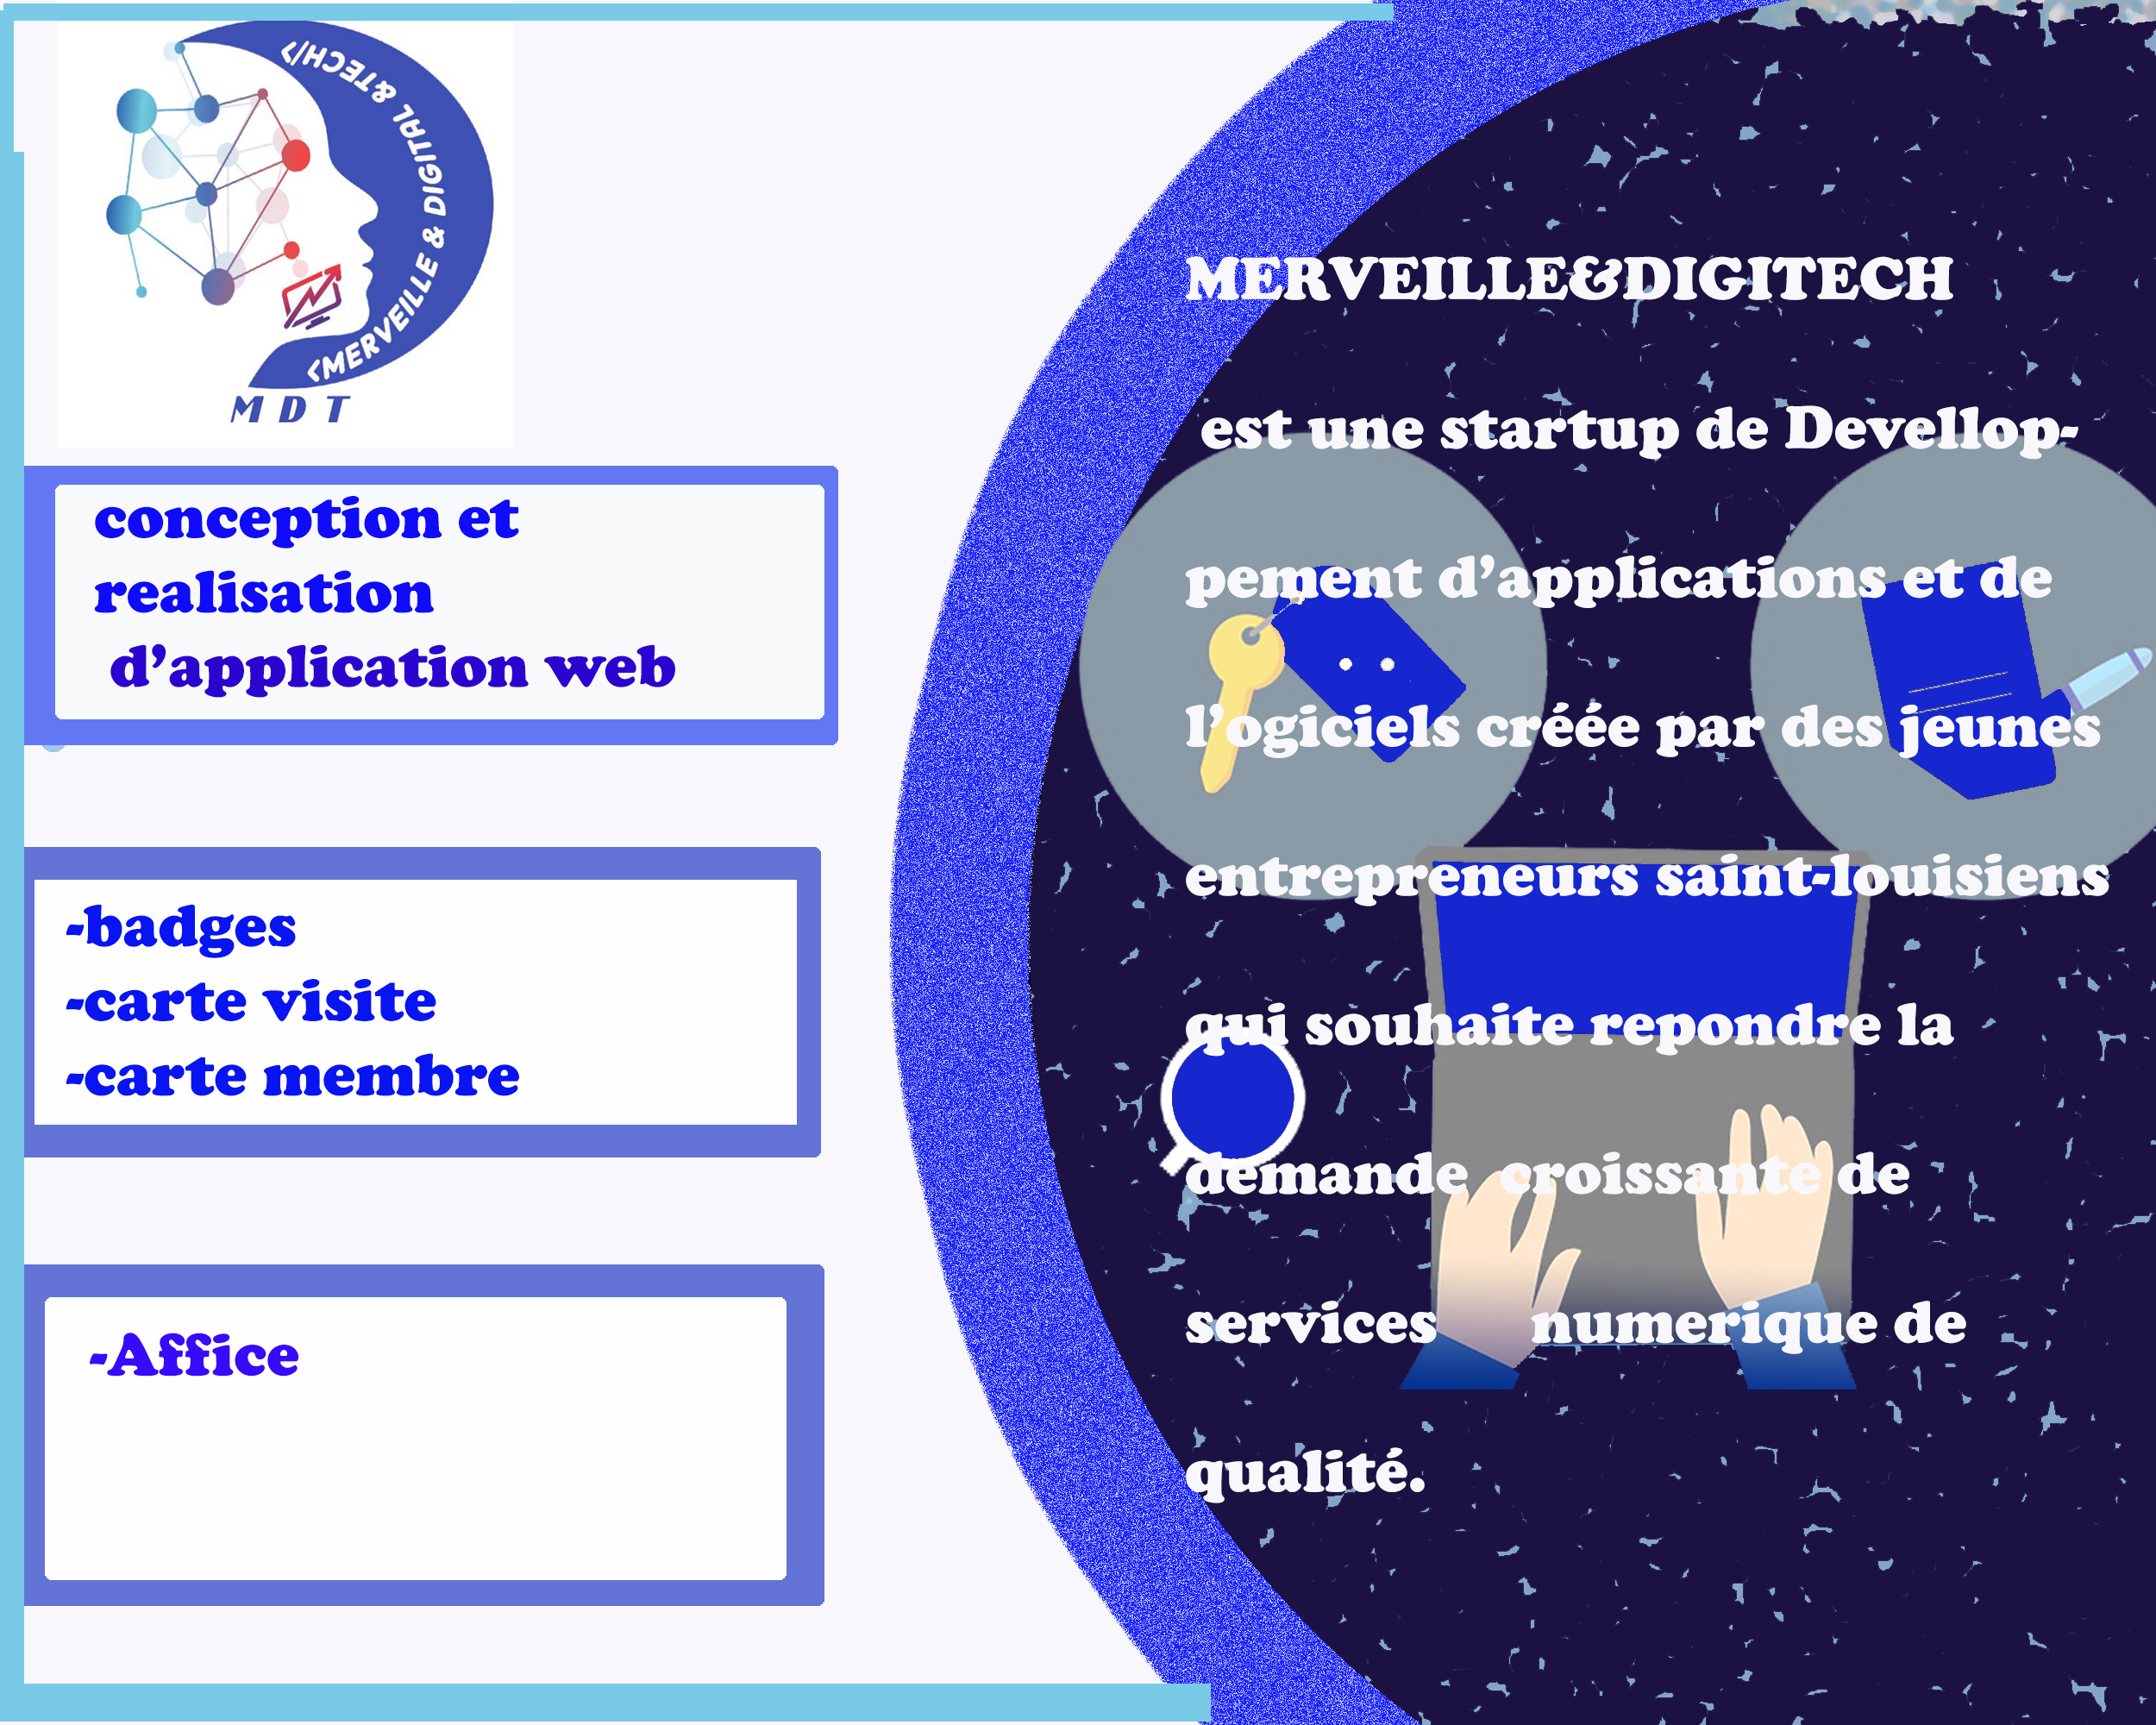 <MERVEILLE & DIGITAL &TECH/>
M D T
conception et
realisation
d’application web
-badges
-carte visite
-carte membre
-Affice
MERVEILLE&DIGITECH
est une startup de Devellop-
pement d’applications et de
l’ogiciels créée par des jeunes
entrepreneurs saint-louisiens
qui souhaite repondre la
demande croissante de
services numerique de
qualité.